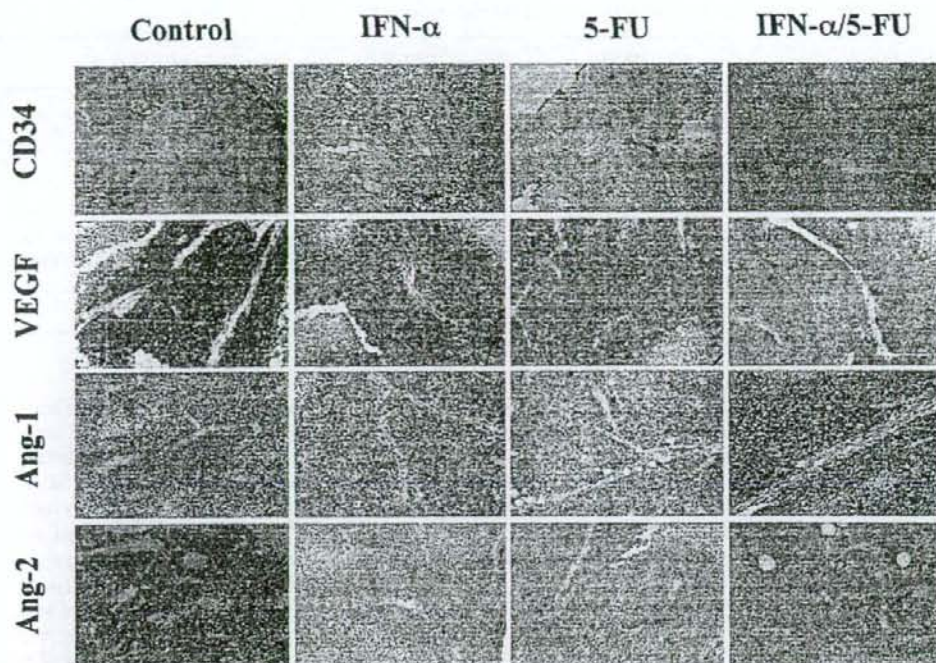 Control IFN-α 5-FU IFN-α/5-FU
CD34
VEGF
Ang-1
Ang-2